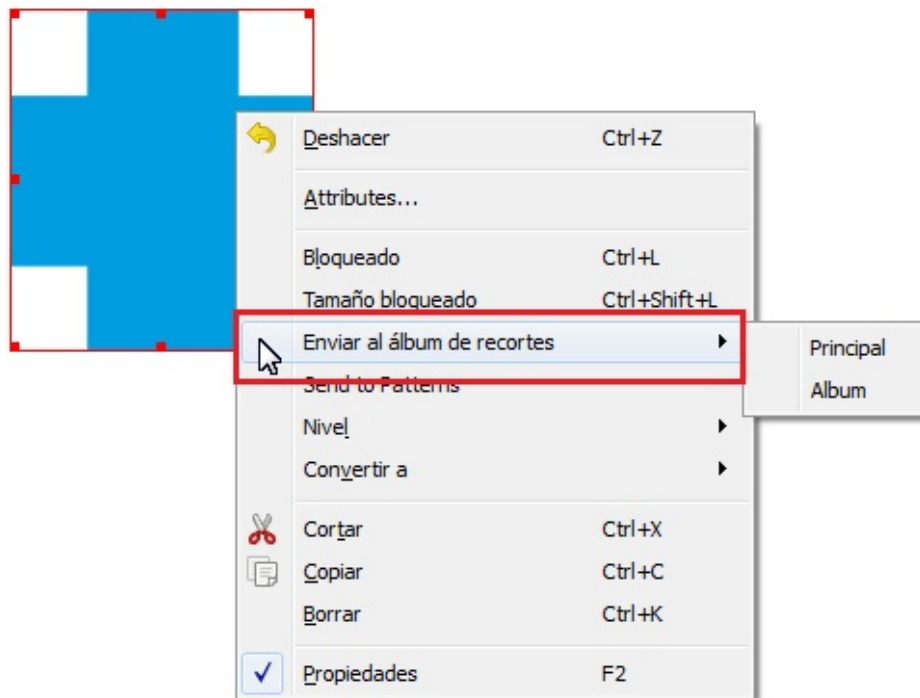 Deshacer Ctrl+Z
Attributes...
Bloqueado Ctrl+L
Tamaño bloqueado Ctrl+Shift+L
Enviar al álbum de recortes
Principal
Album
Send to Patterns
Nivel
Convertir a
Cortar Ctrl+X
Copiar Ctrl+C
Borrar Ctrl+K
Propiedades F2